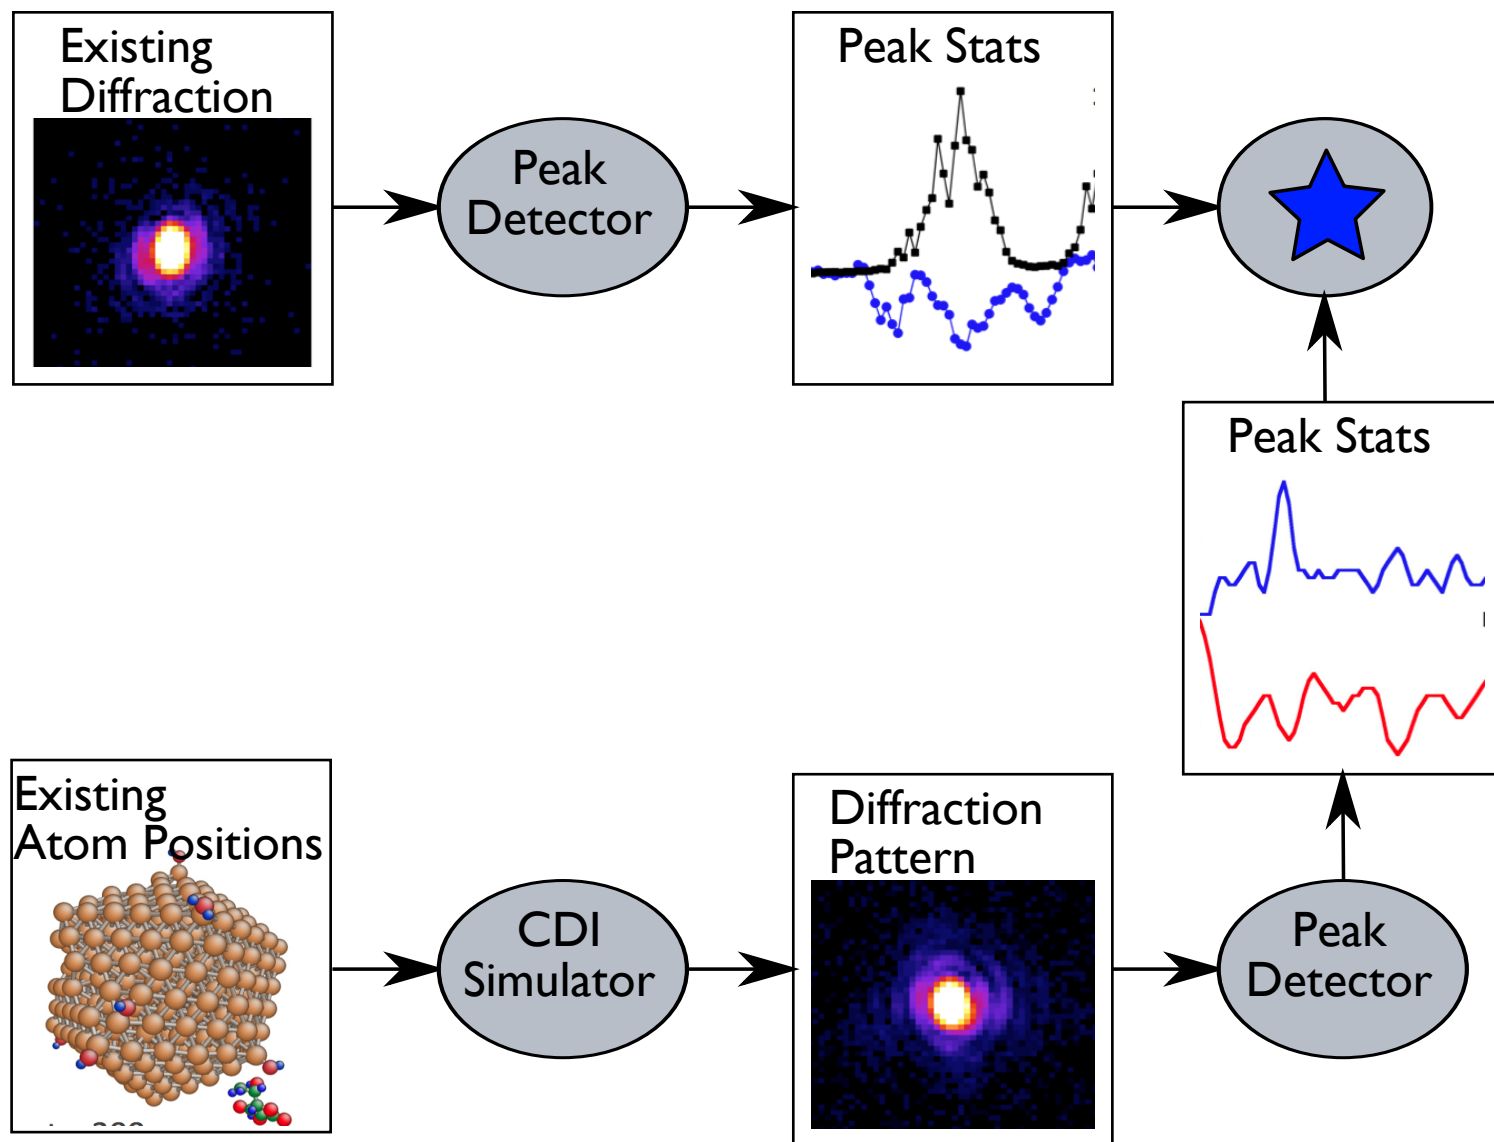 Existing
Diffraction
Peak
Detector
Peak Stats
Peak Stats
Existing
Atom Positions
CDI
Simulator
Diffraction
Pattern
Peak
Detector